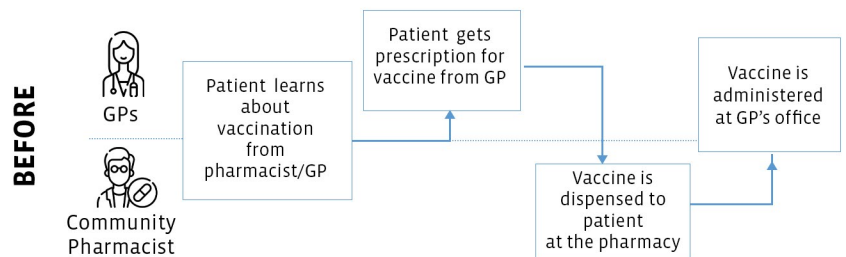 BEFORE
GPs
Community
Pharmacist
Patient learns
about
vaccination
from
pharmacist/GP
Patient gets
prescription for
vaccine from GP
Vaccine is
dispensed to
patient
at the pharmacy
Vaccine is
administered
at GP's office